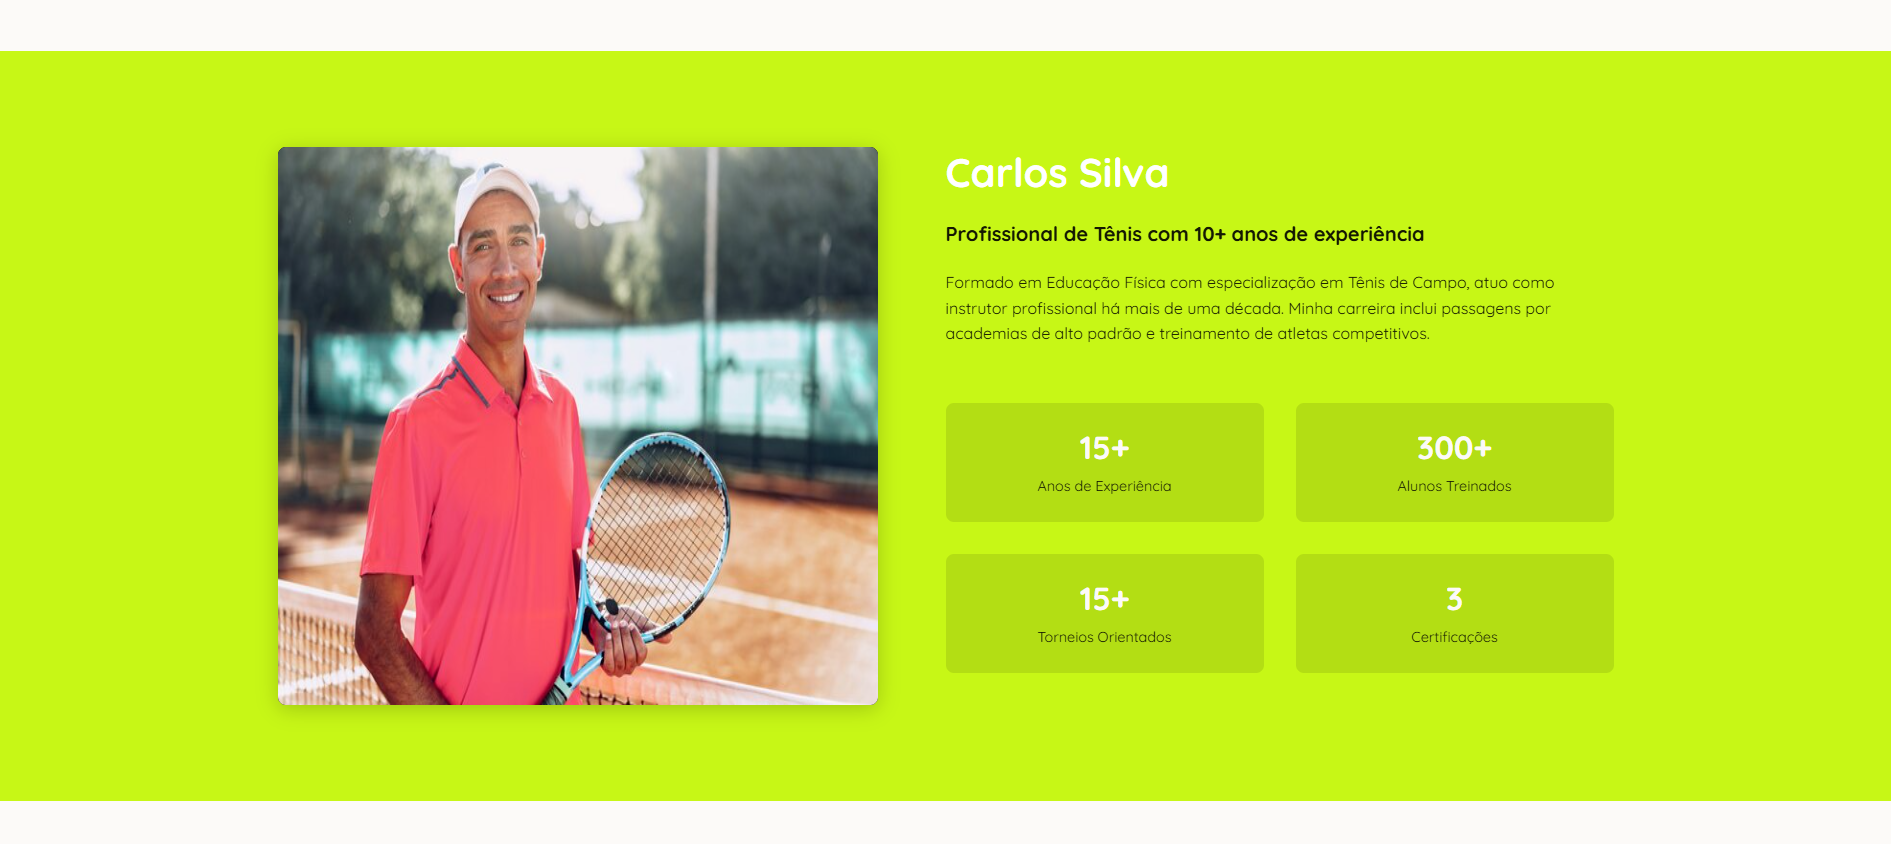 Carlos Silva
Profissional de Tênis com 10+ anos de experiência
Formado em Educação Física com especialização em Tênis de Campo, atuo como
instrutor profissional há mais de uma década. Minha carreira inclui passagens por
academias de alto padrão e treinamento de atletas competitivos.
15+
Anos de Experiência
300+
Alunos Treinados
15+
Torneios Orientados
3
Certificações